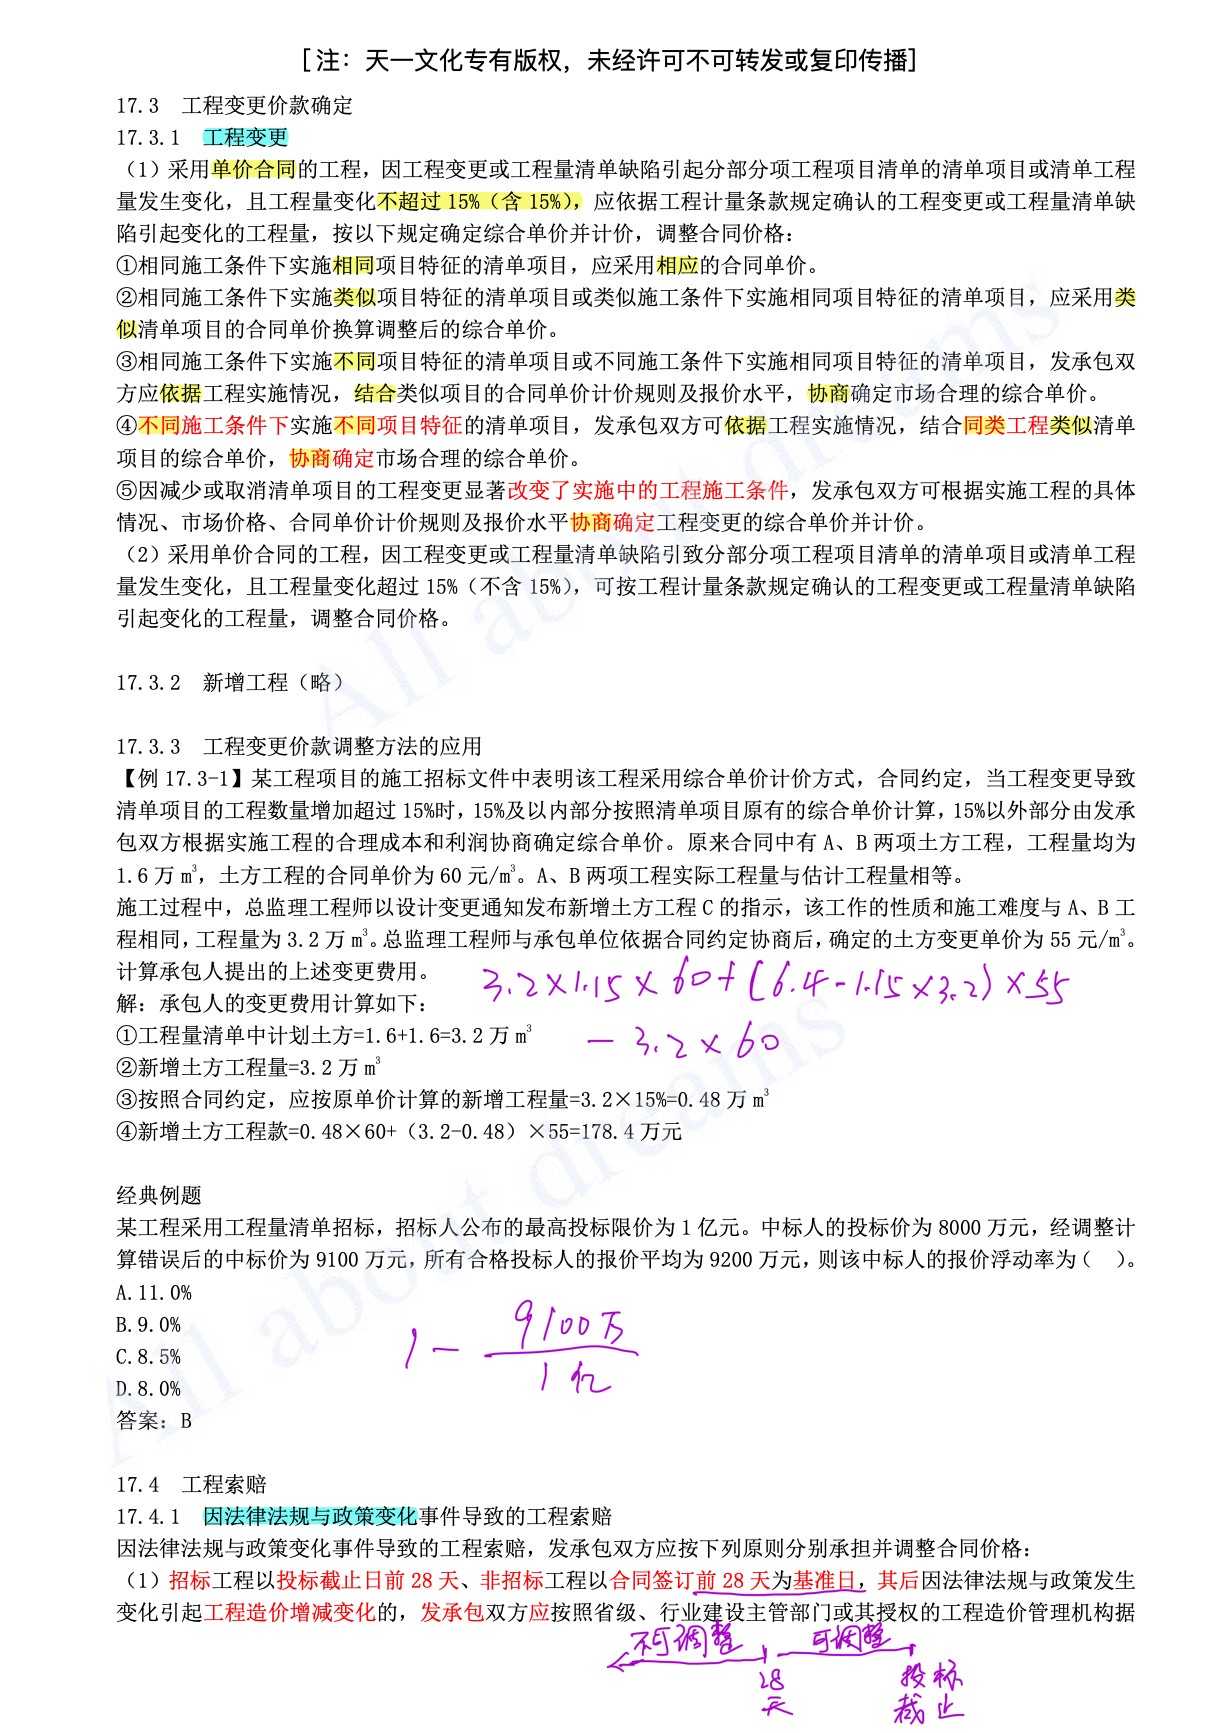 [注：天一文化专有版权，未经许可不可转发或复印传播]
17.3 工程变更价款确定
17.3.1 工程变更
（1）采用单价合同的工程，因工程变更或工程量清单缺陷引起分部分项工程项目清单的清单项目或清单工程
量发生变化，且工程量变化不超过 15%（含 15%），应依据工程计量条款规定确认的工程变更或工程量清单缺
陷引起变化的工程量，按以下规定确定综合单价并计价，调整合同价格：
①相同施工条件下实施相同项目特征的清单项目，应采用相应的合同单价。
②相同施工条件下实施类似项目特征的清单项目或类似施工条件下实施相同项目特征的清单项目，应采用类
似清单项目的合同单价换算调整后的综合单价。
③相同施工条件下实施不同项目特征的清单项目或不同施工条件下实施相同项目特征的清单项目，发承包双
方应依据工程实施情况，结合类似项目的合同单价计价规则及报价水平，协商确定市场合理的综合单价。
④不同施工条件下实施不同项目特征的清单项目，发承包双方可依据工程实施情况，结合同类工程类似清单
项目的综合单价，协商确定市场合理的综合单价。
⑤因减少或取消清单项目的工程变更显著改变了实施中的工程施工条件，发承包双方可根据实施工程的具体
情况、市场价格、合同单价计价规则及报价水平协商确定工程变更的综合单价并计价。
（2）采用单价合同的工程，因工程变更或工程量清单缺陷引致分部分项工程项目清单的清单项目或清单工程
量发生变化，且工程量变化超过 15%（不含 15%），可按工程计量条款规定确认的工程变更或工程量清单缺陷
引起变化的工程量，调整合同价格。
17.3.2 新增工程（略）
17.3.3 工程变更价款调整方法的应用
【例 17.3-1】某工程项目的施工招标文件中表明该工程采用综合单价计价方式，合同约定，当工程变更导致
清单项目的工程数量增加超过 15%时，15%及以内部分按照清单项目原有的综合单价计算，15%以外部分由发承
包双方根据实施工程的合理成本和利润协商确定综合单价。原来合同中有 A、B 两项土方工程，工程量均为
1.6 万 m³，土方工程的合同单价为 60 元/m³。A、B 两项工程实际工程量与估计工程量相等。
施工过程中，总监理工程师以设计变更通知发布新增土方工程 C 的指示，该工作的性质和施工难度与 A、B 工
程相同，工程量为 3.2 万 m³。总监理工程师与承包单位依据合同约定协商后，确定的土方变更单价为 55 元/m³。
计算承包人提出的上述变更费用。
3.2×1.15×60+(6.4-1.15×3.2)×55
解：承包人的变更费用计算如下：
①工程量清单中计划土方=1.6+1.6=3.2 万 m³
-3.2×60
②新增土方工程量=3.2 万 m³
③按照合同约定，应按原单价计算的新增工程量=3.2×15%=0.48 万 m³
④新增土方工程款=0.48×60+（3.2-0.48）×55=178.4 万元
经典例题
某工程采用工程量清单招标，招标人公布的最高投标限价为 1 亿元。中标人的投标价为 8000 万元，经调整计
算错误后的中标价为 9100 万元，所有合格投标人的报价平均为 9200 万元，则该中标人的报价浮动率为（ ）。
A.11.0%
B.9.0%
C.8.5%
D.8.0%
1 - 9100万
1亿
答案：B
17.4 工程索赔
17.4.1 因法律法规与政策变化事件导致的工程索赔
因法律法规与政策变化事件导致的工程索赔，发承包双方应按下列原则分别承担并调整合同价格：
（1）招标工程以投标截止日前 28 天、非招标工程以合同签订前 28 天为基准日，其后因法律法规与政策发生
变化引起工程造价增减变化的，发承包双方应按照省级、行业建设主管部门或其授权的工程造价管理机构据
不可调整 可调整
28 投标
天 截止
All about dreams
All about dreams